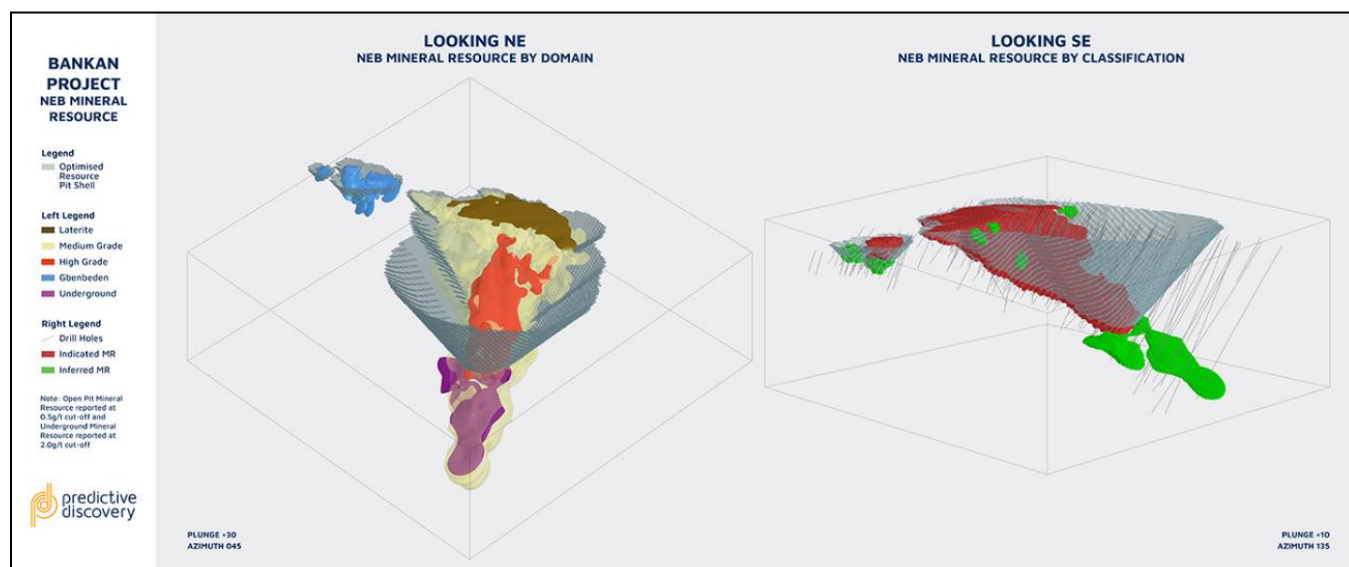 BANKAN
PROJECT
NEB MINERAL
RESOURCE
Legend
Optimised
Resource
Pit Shell
Left Legend
Laterite
Medium Grade
High Grade
Gbenbeden
Underground
Right Legend
Drill Holes
Indicated MR
Inferred MR
Note: Open Pit Mineral
Resource reported at
0.5g/t cut-off and
Underground Mineral
Resource reported at
2.0g/t cut-off
predictive
discovery
LOOKING NE
NEB MINERAL RESOURCE BY DOMAIN
PLUNGE +30
AZIMUTH 045
LOOKING SE
NEB MINERAL RESOURCE BY CLASSIFICATION
PLUNGE +10
AZIMUTH 135